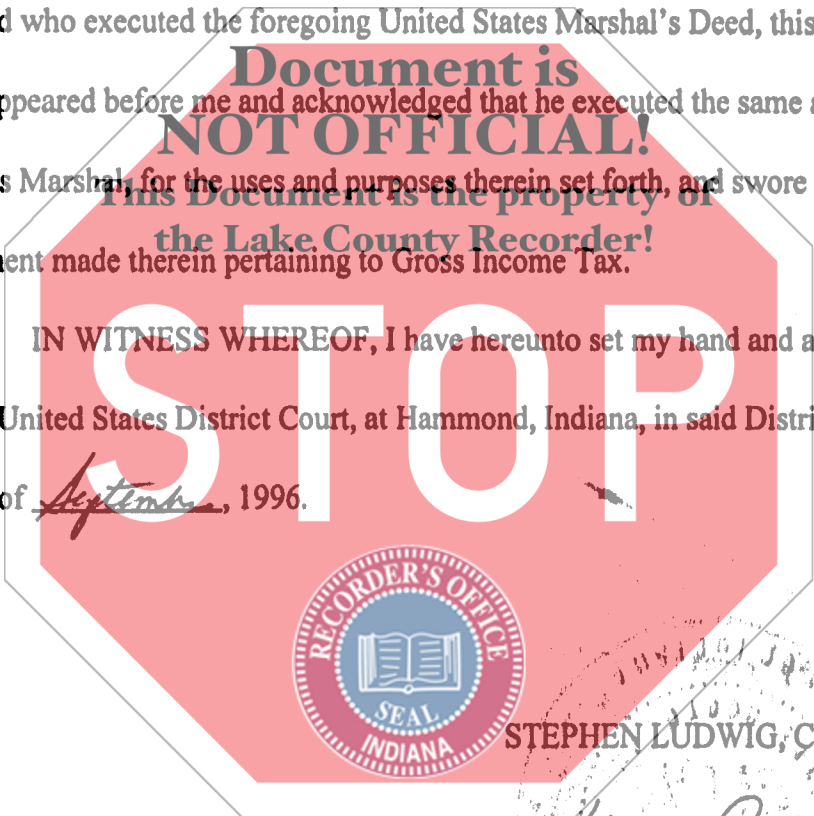 d who executed the foregoing United States Marshal's Deed, this
Document is
ppeared before me and acknowledged that he executed the same a
NOT OFFICIAL!
s Marshal, for the uses and purposes therein set forth, and swore
This Document is the property of
the Lake County Recorder!
ent made therein pertaining to Gross Income Tax.
IN WITNESS WHEREOF, I have hereunto set my hand and a
STOP
United States District Court, at Hammond, Indiana, in said Distri
of September, 1996.
RECORDER'S OFFICE
SEAL
INDIANA
STEPHEN LUDWIG, C